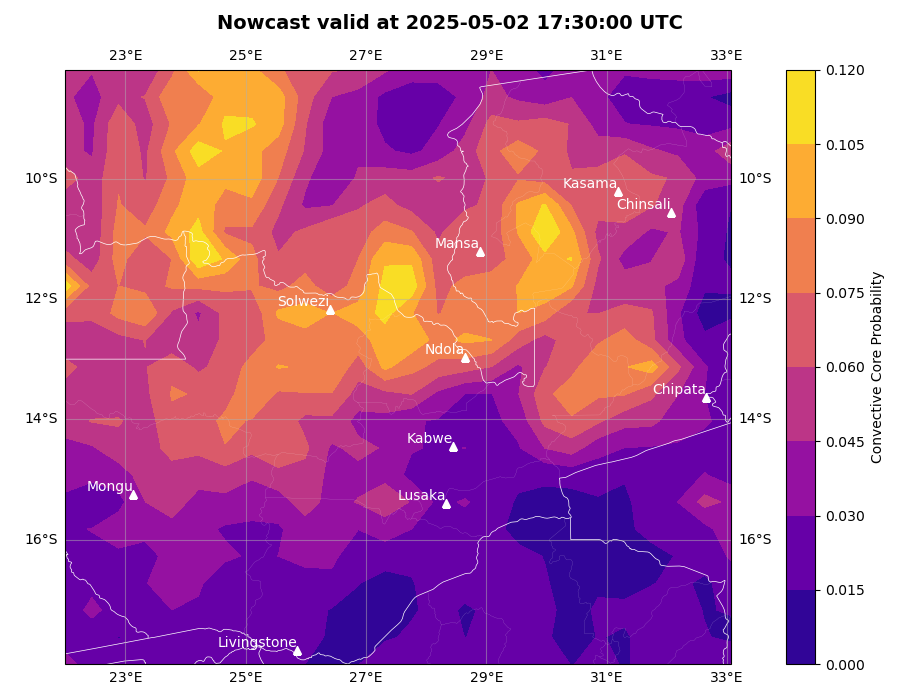 Nowcast valid at 2025-05-02 17:30:00 UTC
23°E 25°E 27°E 29°E 31°E 33°E
0.120
0.105
10°S Kasama 10°S
Chinsali
0.090
Mansa
12°S Solwezi 12°S
0.075
Ndola
0.060
Chipata
14°S 14°S
Kabwe
0.045
Mongu Lusaka
0.030
16°S 16°S
0.015
Livingstone
0.000
23°E 25°E 27°E 29°E 31°E 33°E
Convective Core Probability